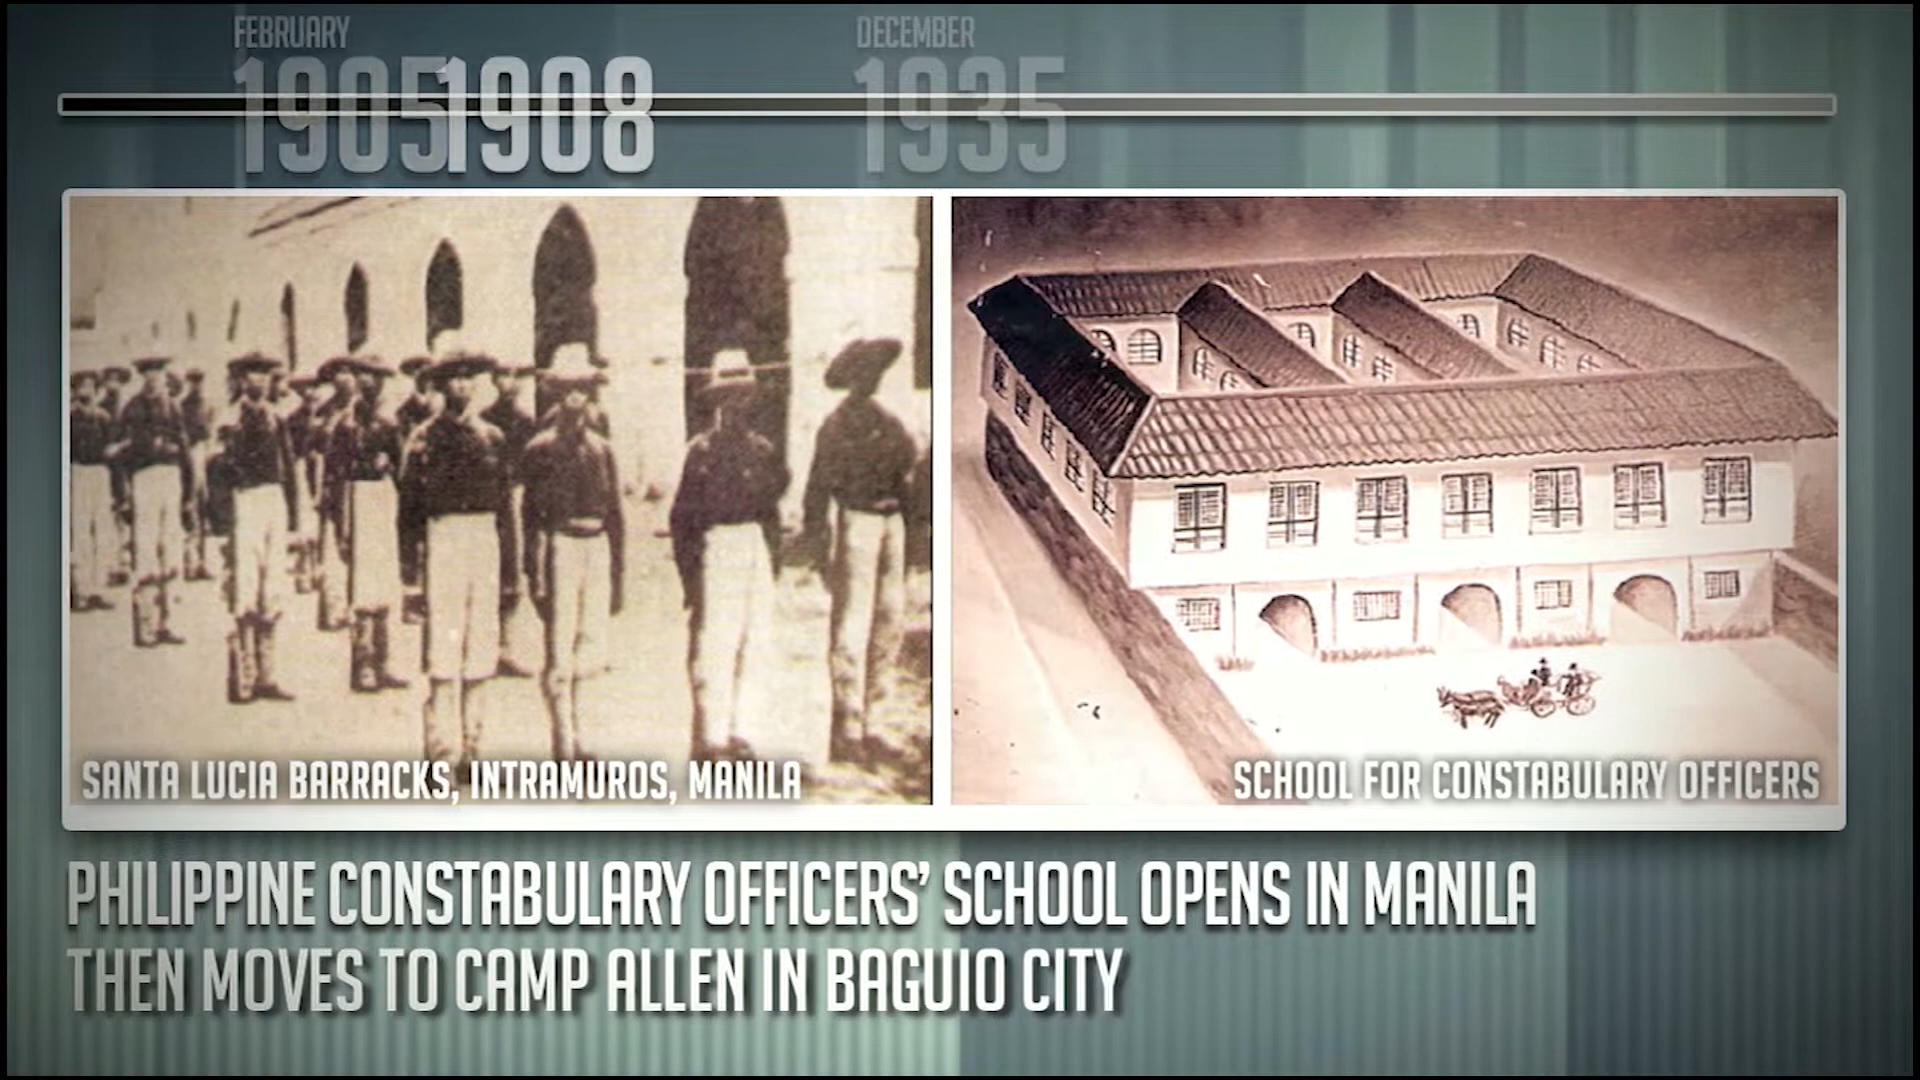 FEBRUARY
1905
1908
DECEMBER
1935
SANTA LUCIA BARRACKS, INTRAMUROS, MANILA
SCHOOL FOR CONSTABULARY OFFICERS
PHILIPPINE CONSTABULARY OFFICERS’ SCHOOL OPENS IN MANILA
THEN MOVES TO CAMP ALLEN IN BAGUIO CITY